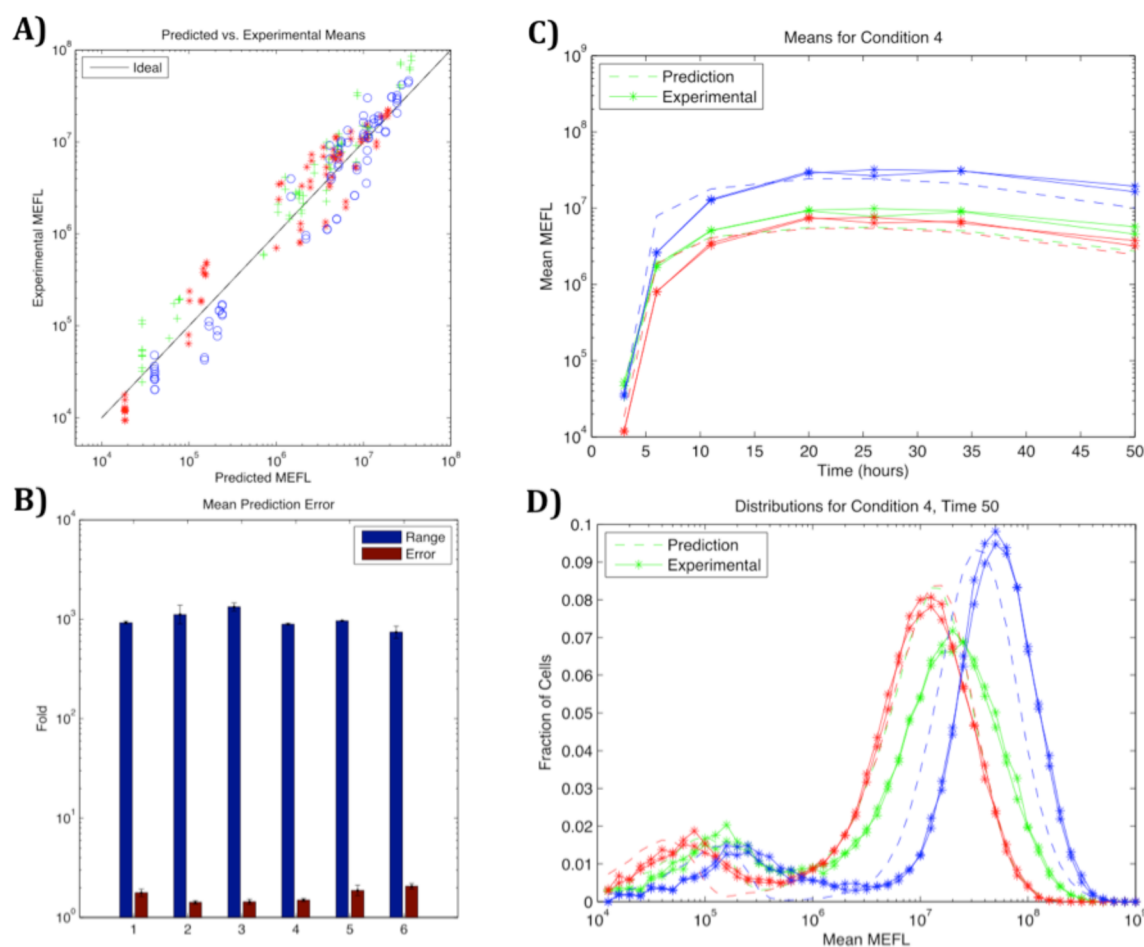 A)
Predicted vs. Experimental Means
10^8
Ideal
10^7
10^6
10^5
10^4
Experimental MEFL
10^4 10^5 10^6 10^7 10^8
Predicted MEFL
B)
Mean Prediction Error
10^4
Range
Error
10^3
10^2
10^1
10^0
Fold
1 2 3 4 5 6
C)
Means for Condition 4
10^9
Prediction
Experimental
10^8
10^7
10^6
10^5
10^4
Mean MEFL
0 5 10 15 20 25 30 35 40 45 50
Time (hours)
D)
Distributions for Condition 4, Time 50
0.1
Prediction
Experimental
0.09
0.08
0.07
0.06
0.05
0.04
0.03
0.02
0.01
0
Fraction of Cells
10^4 10^5 10^6 10^7 10^8 10^9
Mean MEFL